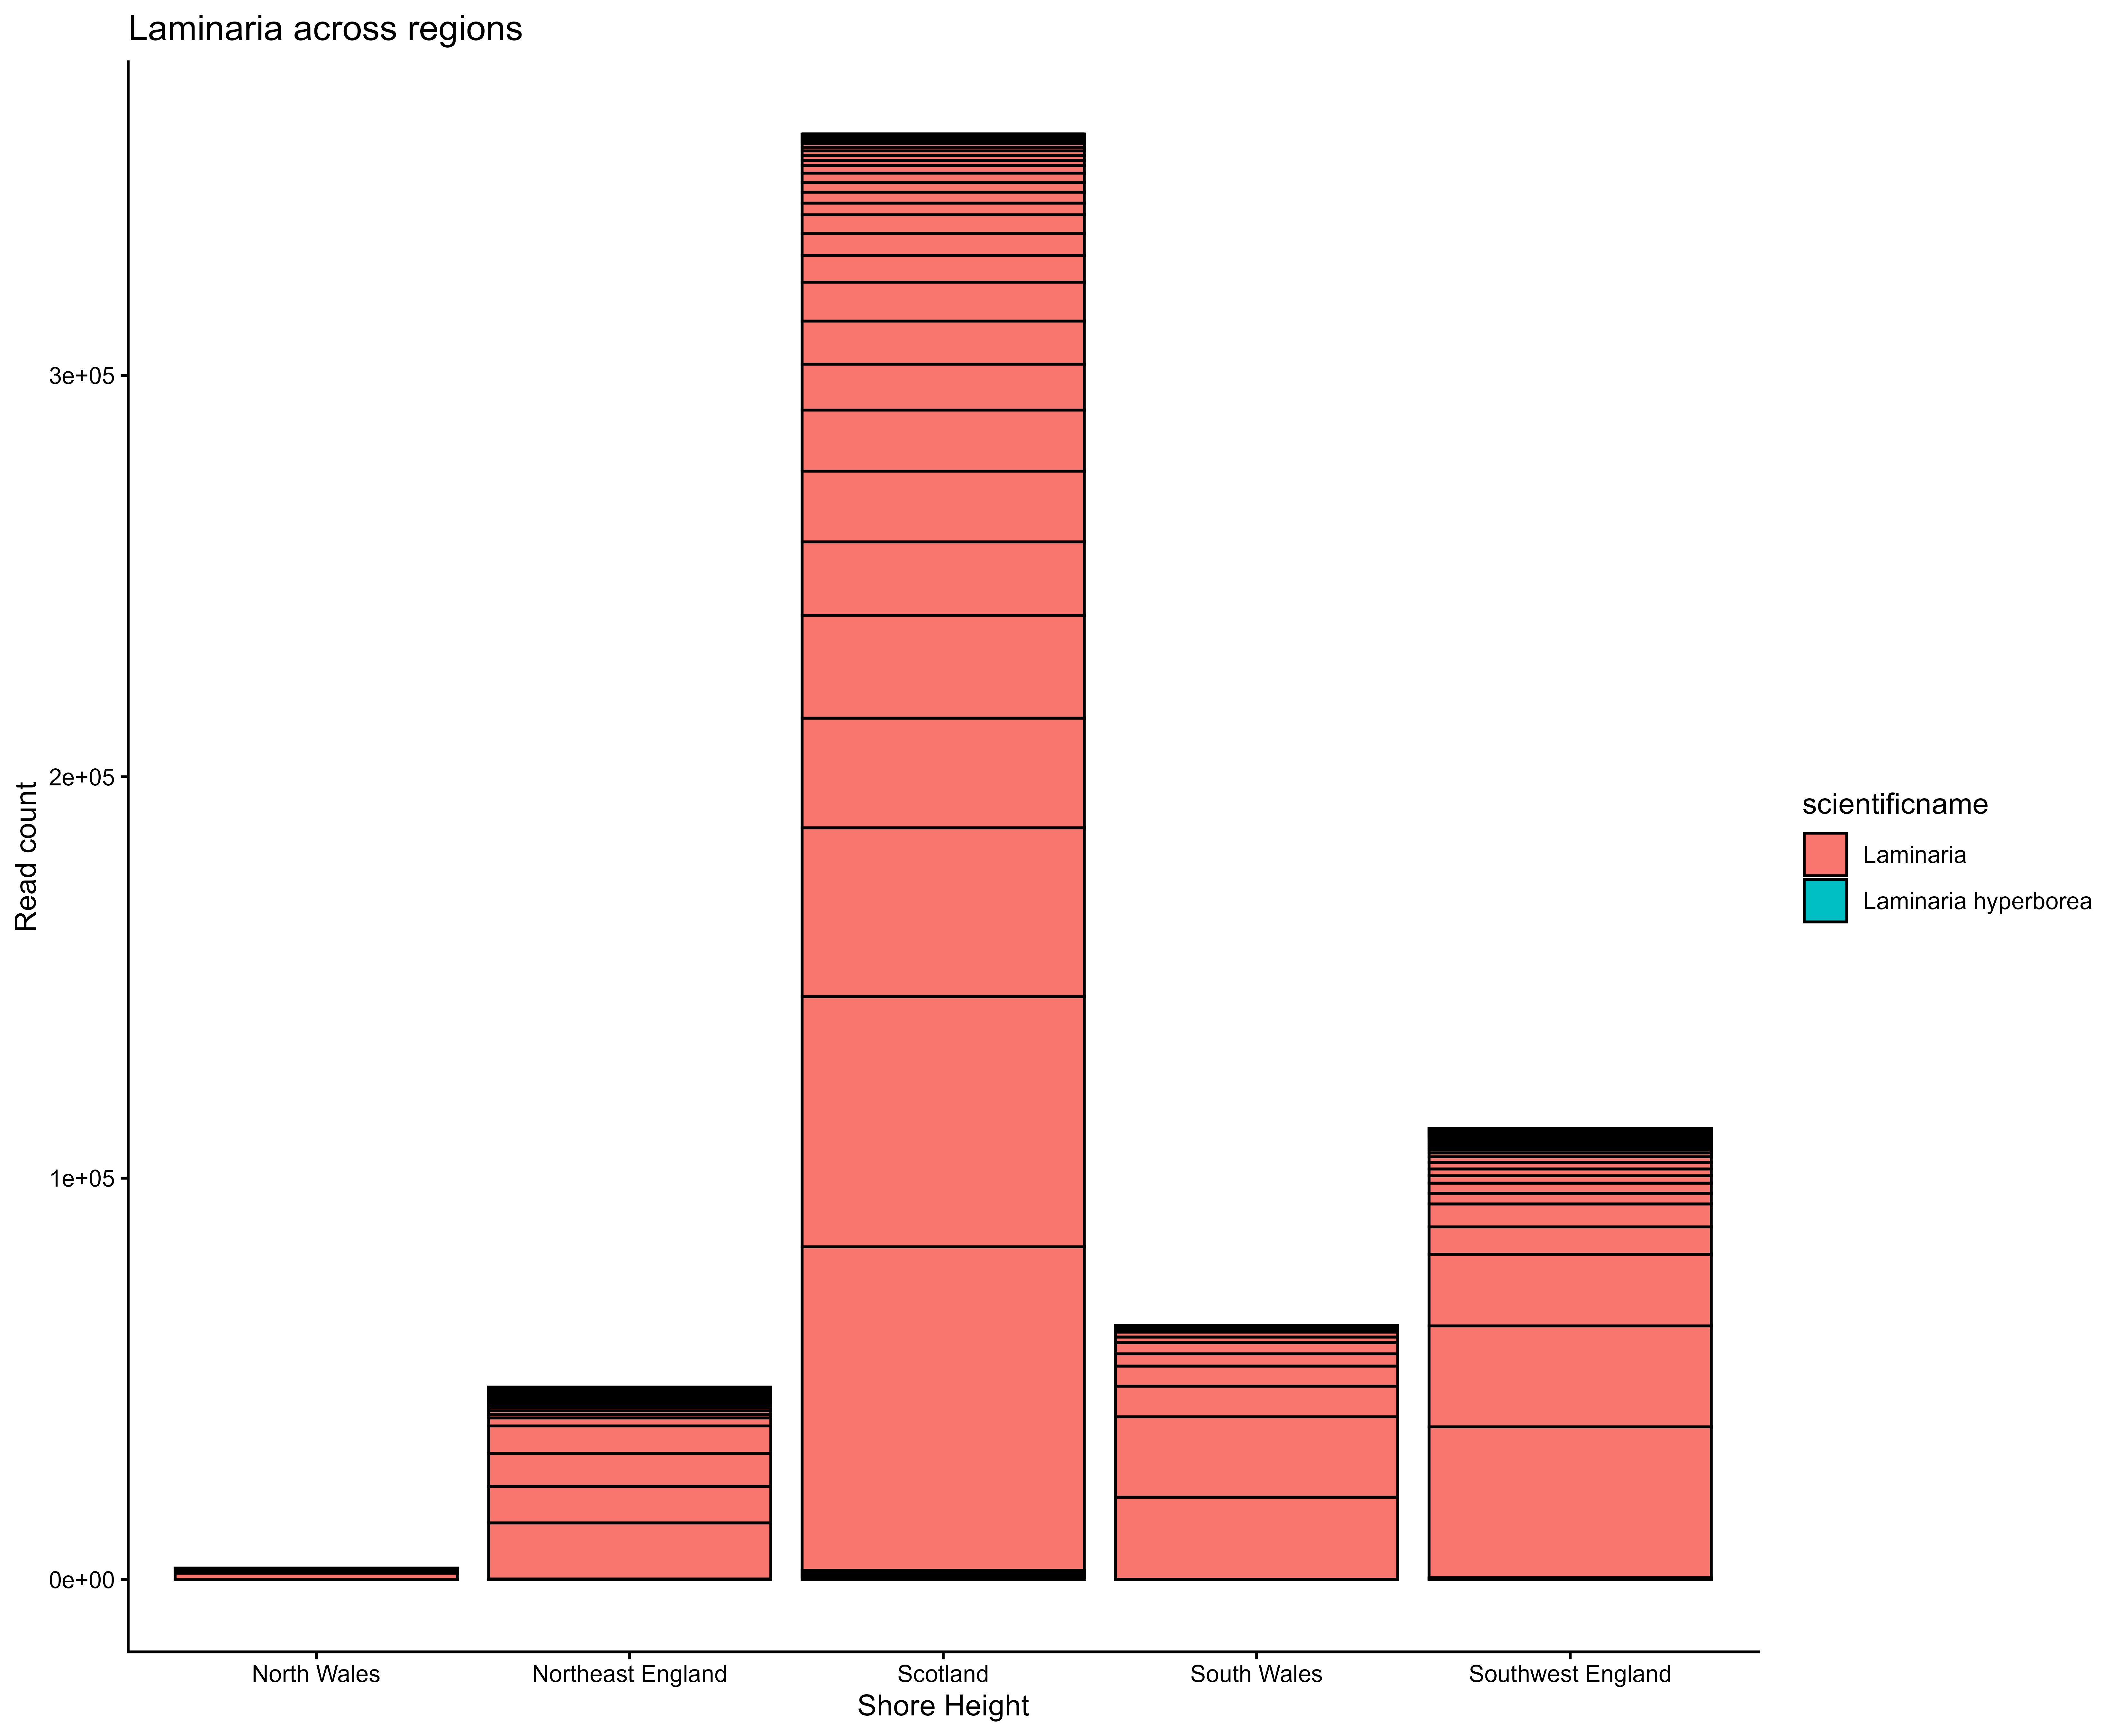 Laminaria across regions
Read count
3e+05
2e+05
1e+05
0e+00
North Wales
Northeast England
Scotland
South Wales
Southwest England
Shore Height
scientificname
Laminaria
Laminaria hyperborea